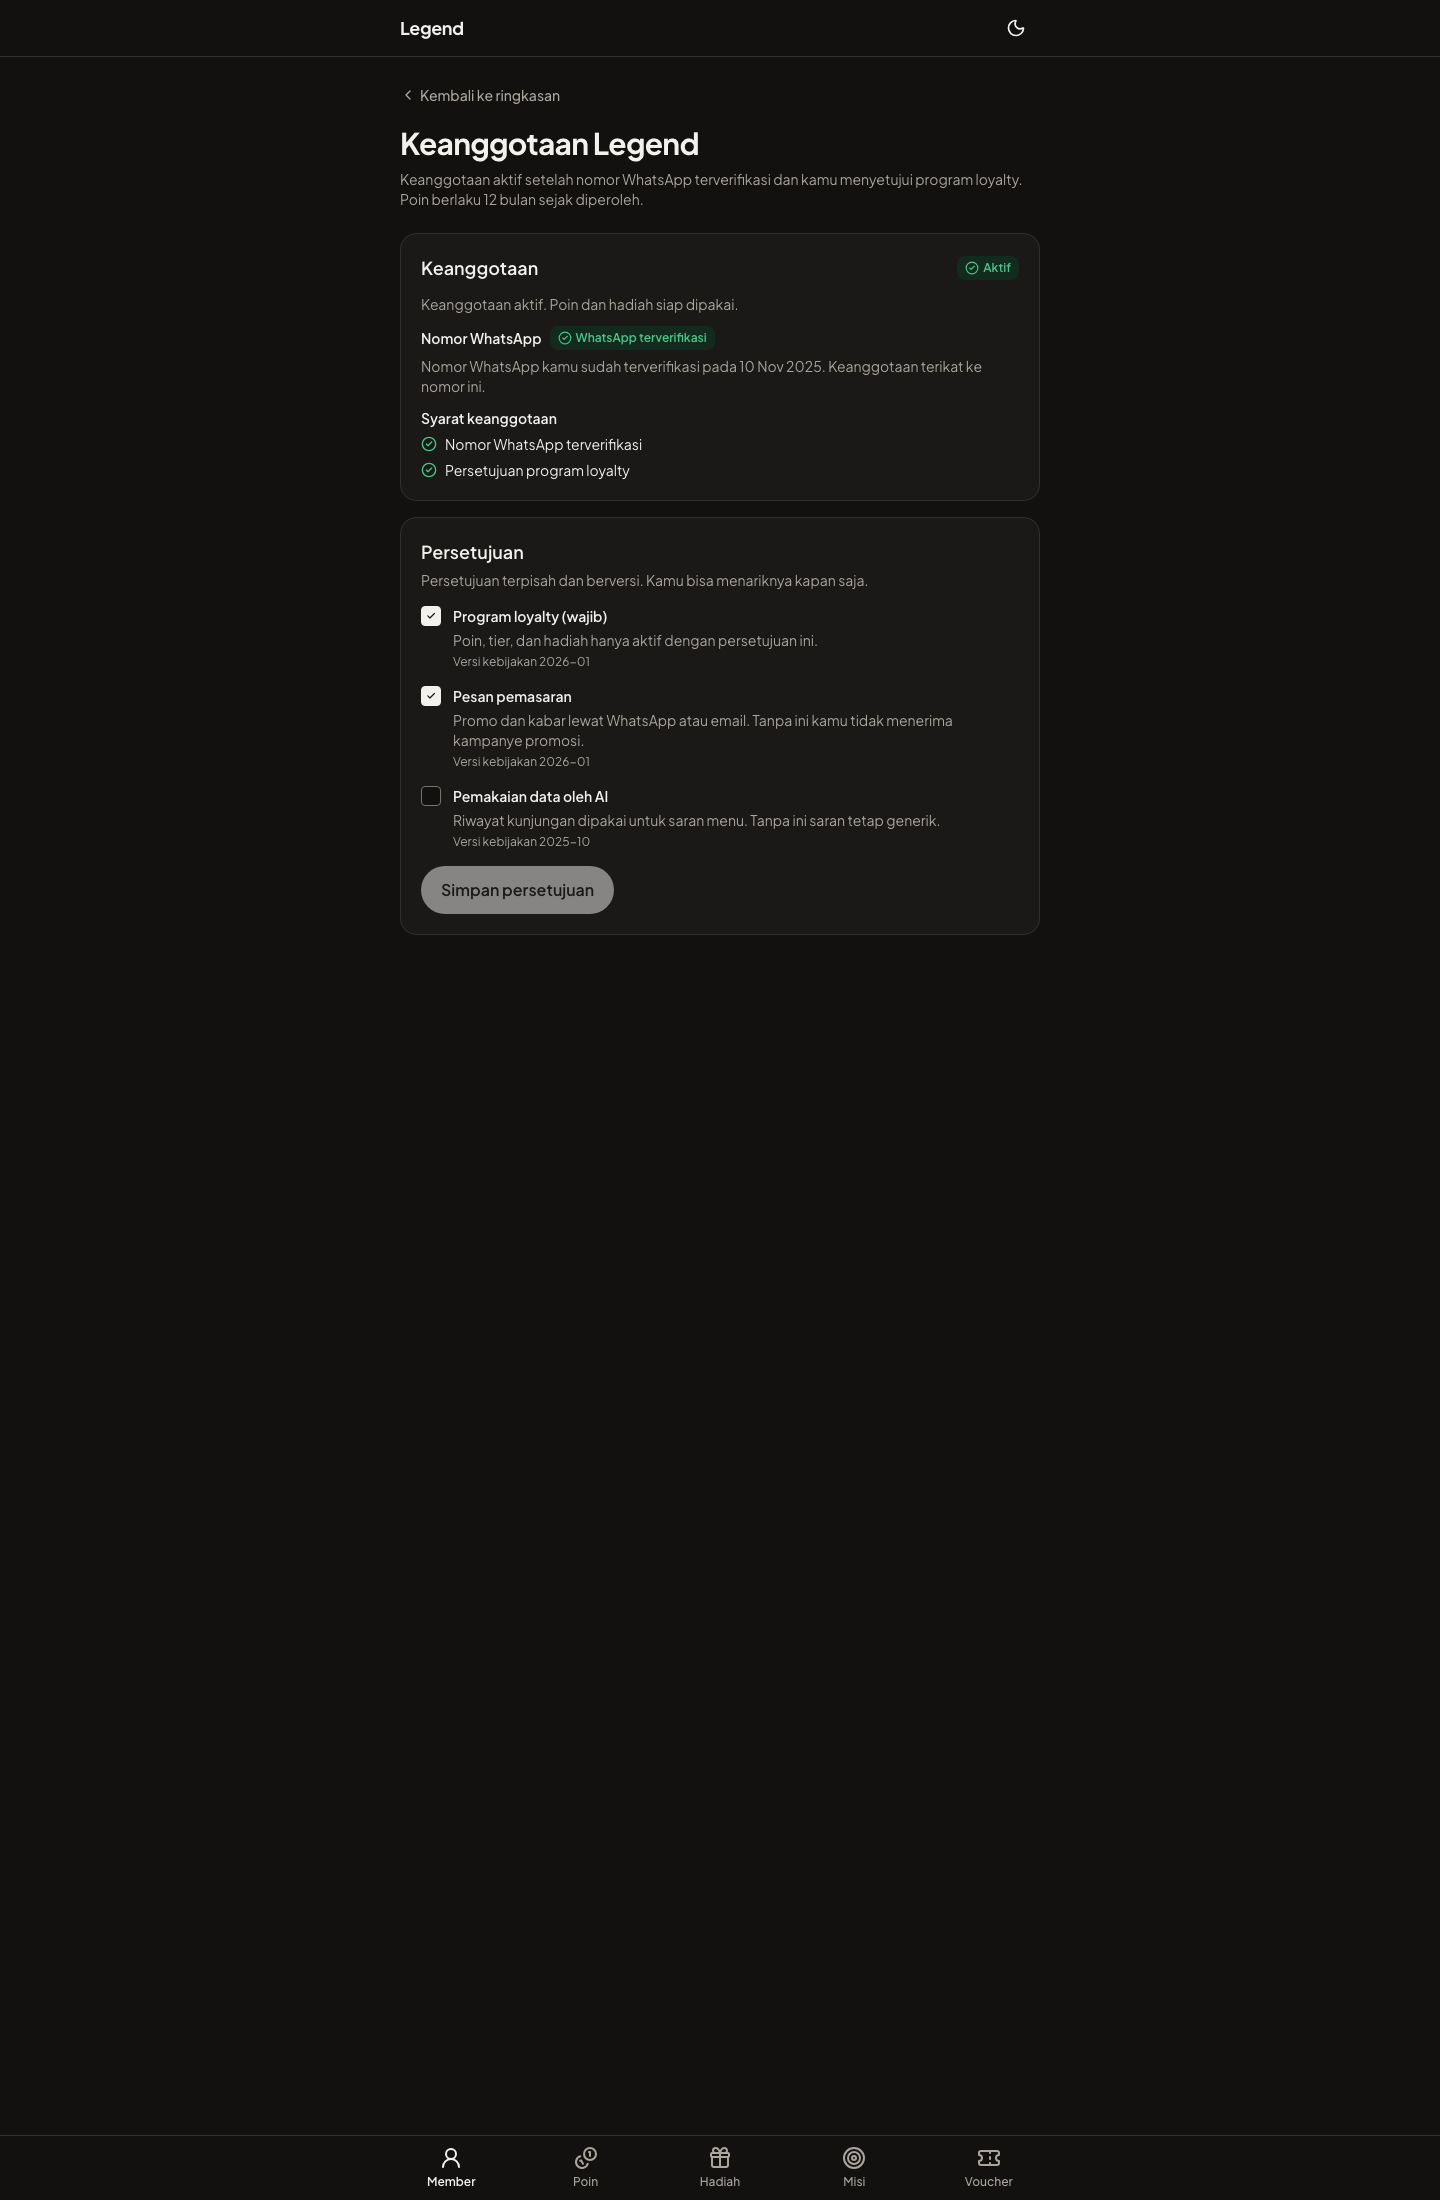 Legend
Kembali ke ringkasan
Keanggotaan Legend
Keanggotaan aktif setelah nomor WhatsApp terverifikasi dan kamu menyetujui program loyalty.
Poin berlaku 12 bulan sejak diperoleh.
Keanggotaan
Aktif
Keanggotaan aktif. Poin dan hadiah siap dipakai.
Nomor WhatsApp
WhatsApp terverifikasi
Nomor WhatsApp kamu sudah terverifikasi pada 10 Nov 2025. Keanggotaan terikat ke
nomor ini.
Syarat keanggotaan
Nomor WhatsApp terverifikasi
Persetujuan program loyalty
Persetujuan
Persetujuan terpisah dan berversi. Kamu bisa menariknya kapan saja.
Program loyalty (wajib)
Poin, tier, dan hadiah hanya aktif dengan persetujuan ini.
Versi kebijakan 2026-01
Pesan pemasaran
Promo dan kabar lewat WhatsApp atau email. Tanpa ini kamu tidak menerima
kampanye promosi.
Versi kebijakan 2026-01
Pemakaian data oleh AI
Riwayat kunjungan dipakai untuk saran menu. Tanpa ini saran tetap generik.
Versi kebijakan 2025-10
Simpan persetujuan
Member
Poin
Hadiah
Misi
Voucher